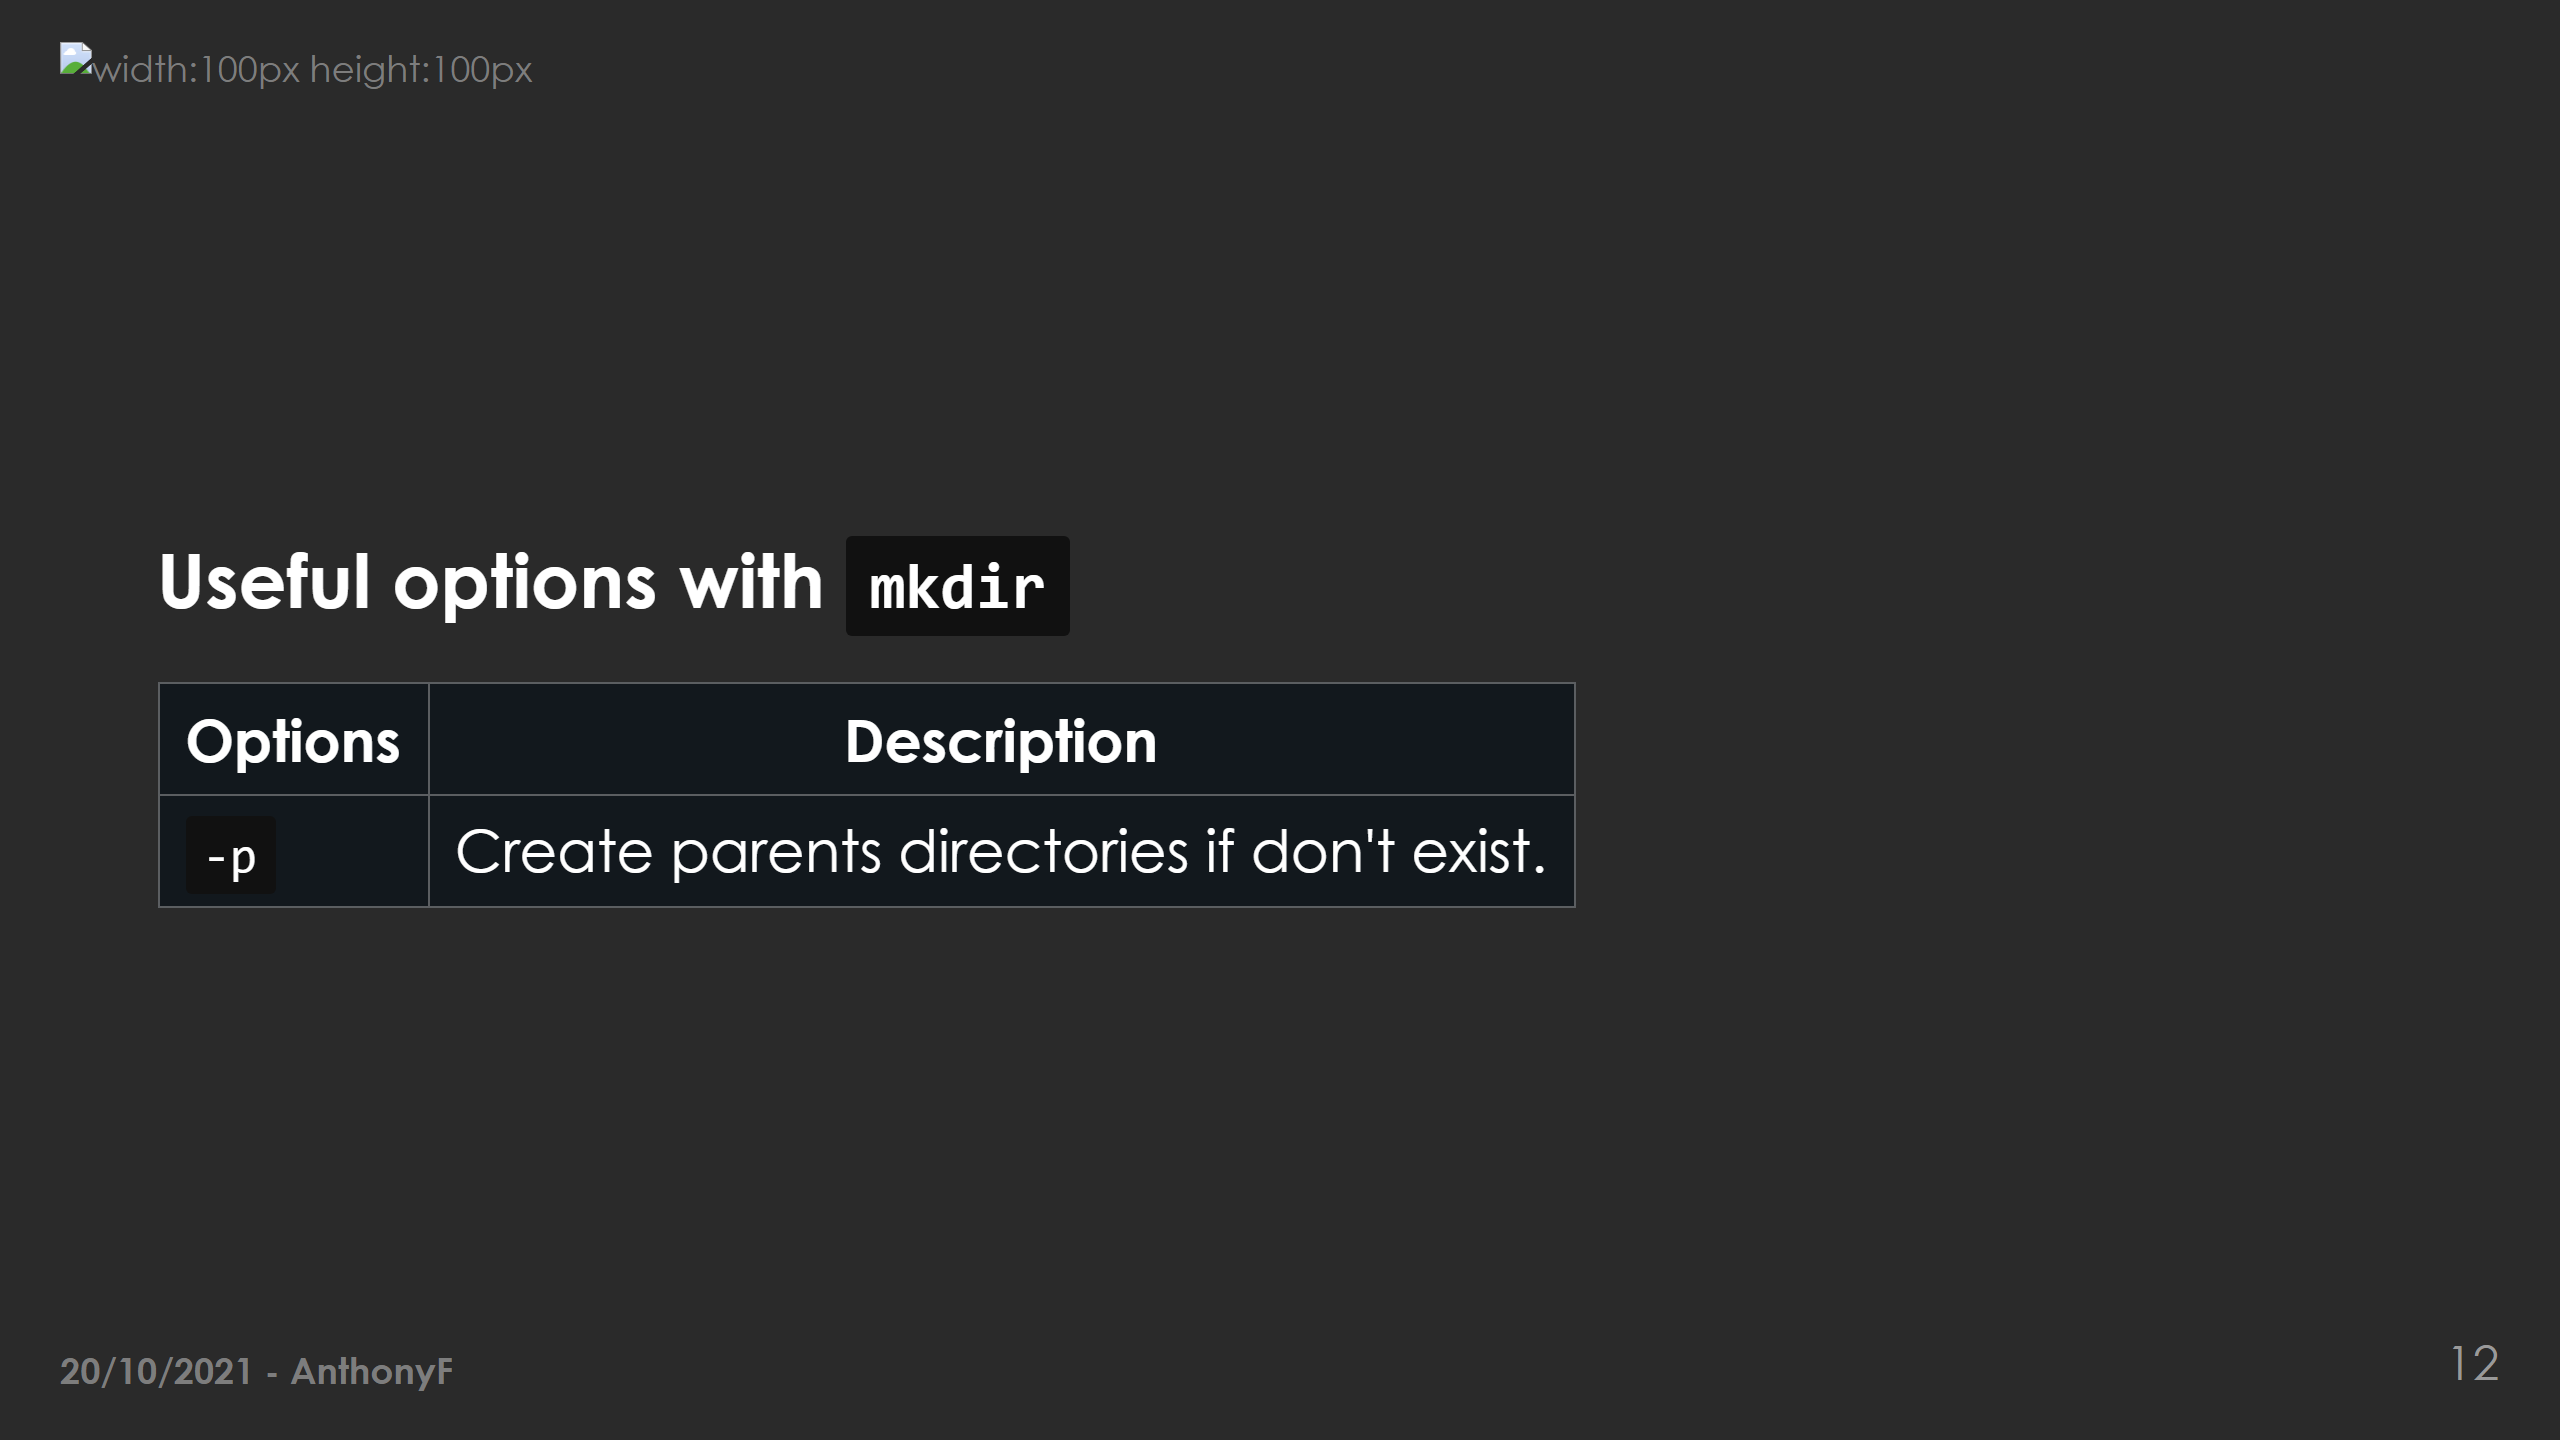 width:100px height:100px
Useful options with mkdir
Options Description
-p Create parents directories if don't exist.
20/10/2021 - AnthonyF
12